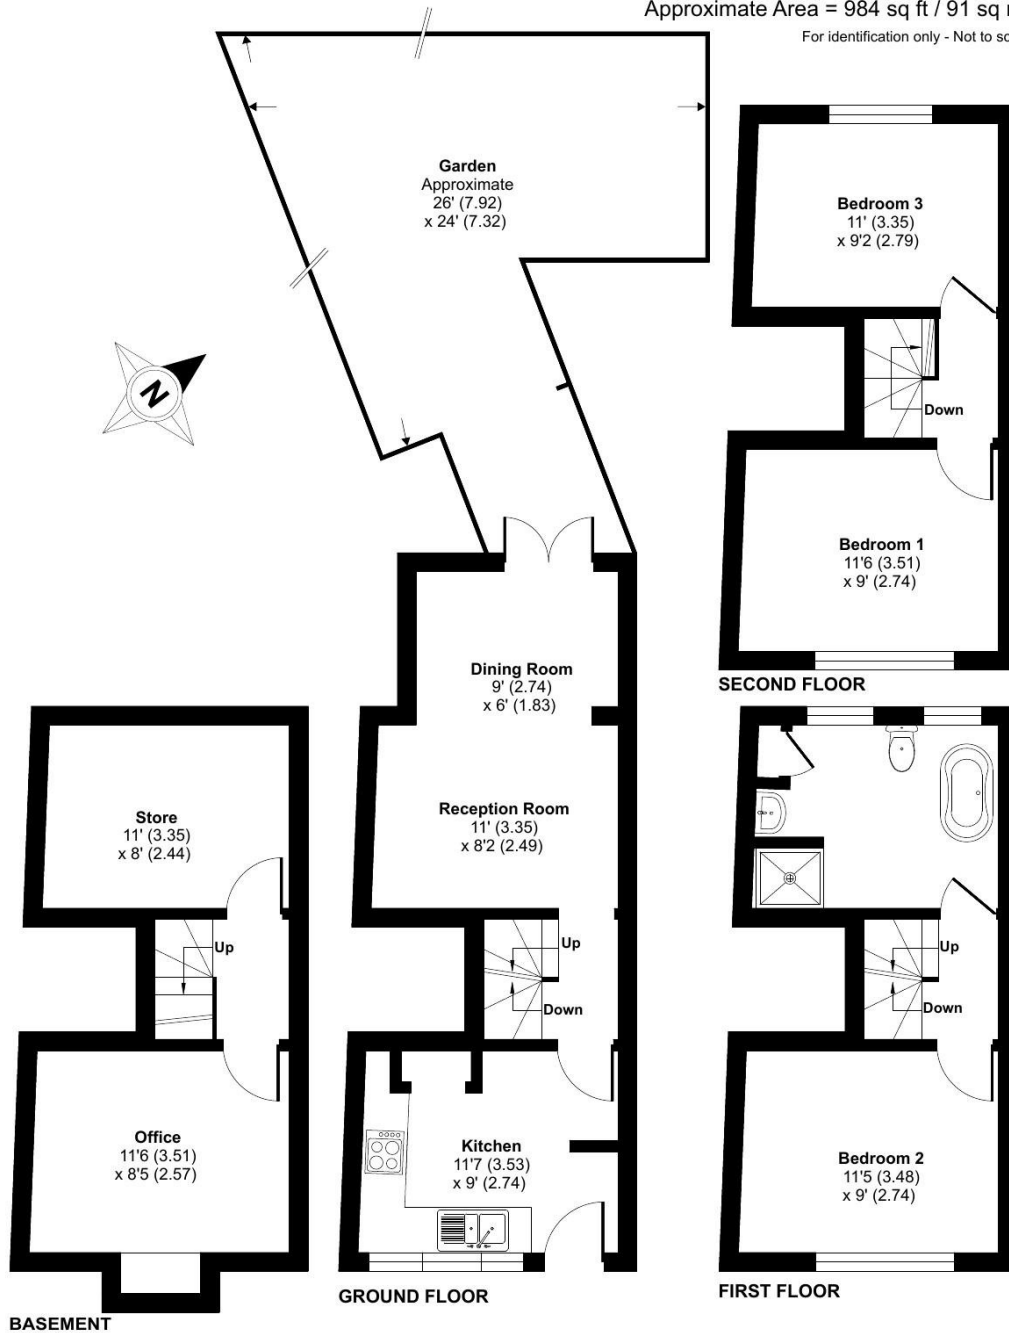 Approximate Area = 984 sq ft / 91 sq
For identification only - Not to
Garden
Approximate
26' (7.92)
x 24' (7.32)
N
Bedroom 3
11' (3.35)
x 9'2 (2.79)
Down
Bedroom 1
11'6 (3.51)
x 9' (2.74)
SECOND FLOOR
Dining Room
9' (2.74)
x 6' (1.83)
Reception Room
11' (3.35)
x 8'2 (2.49)
Up
Down
Kitchen
11'7 (3.53)
x 9' (2.74)
GROUND FLOOR
Store
11' (3.35)
x 8' (2.44)
Up
Office
11'6 (3.51)
x 8'5 (2.57)
BASEMENT
Up
Down
Bedroom 2
11'5 (3.48)
x 9' (2.74)
FIRST FLOOR